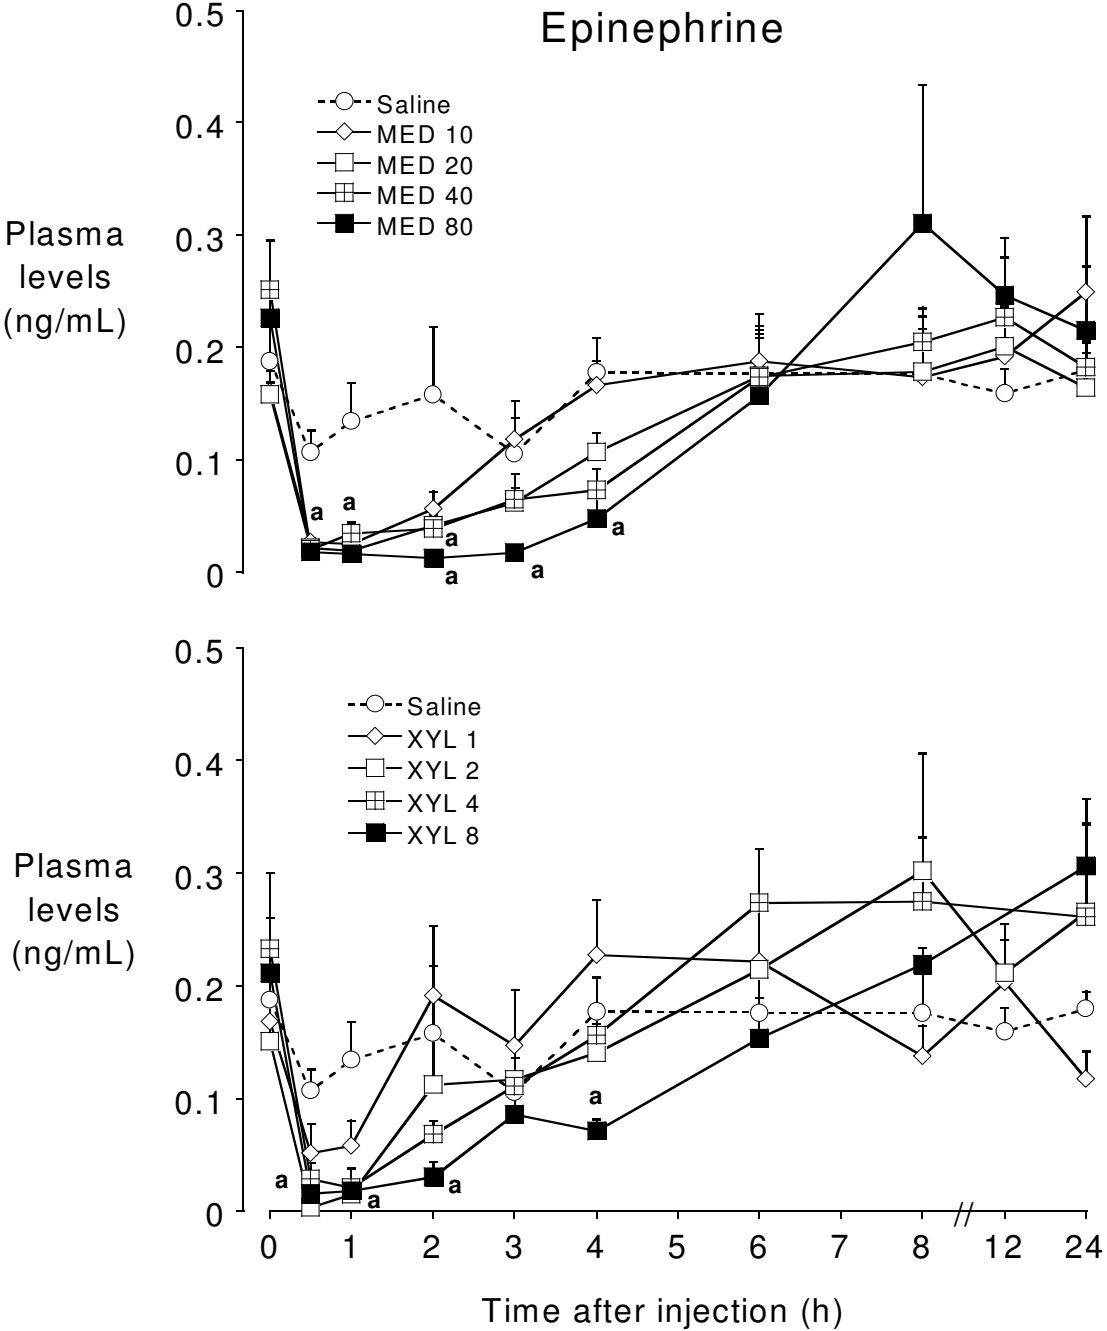 Epinephrine
0.5
0.4
0.3
0.2
0.1
0
Plasma
levels
(ng/mL)
Saline
MED 10
MED 20
MED 40
MED 80
a
a
a
a
a
a
0.5
0.4
0.3
0.2
0.1
0
Plasma
levels
(ng/mL)
Saline
XYL 1
XYL 2
XYL 4
XYL 8
a
a
a
a
0 1 2 3 4 5 6 7 8 12 24
Time after injection (h)